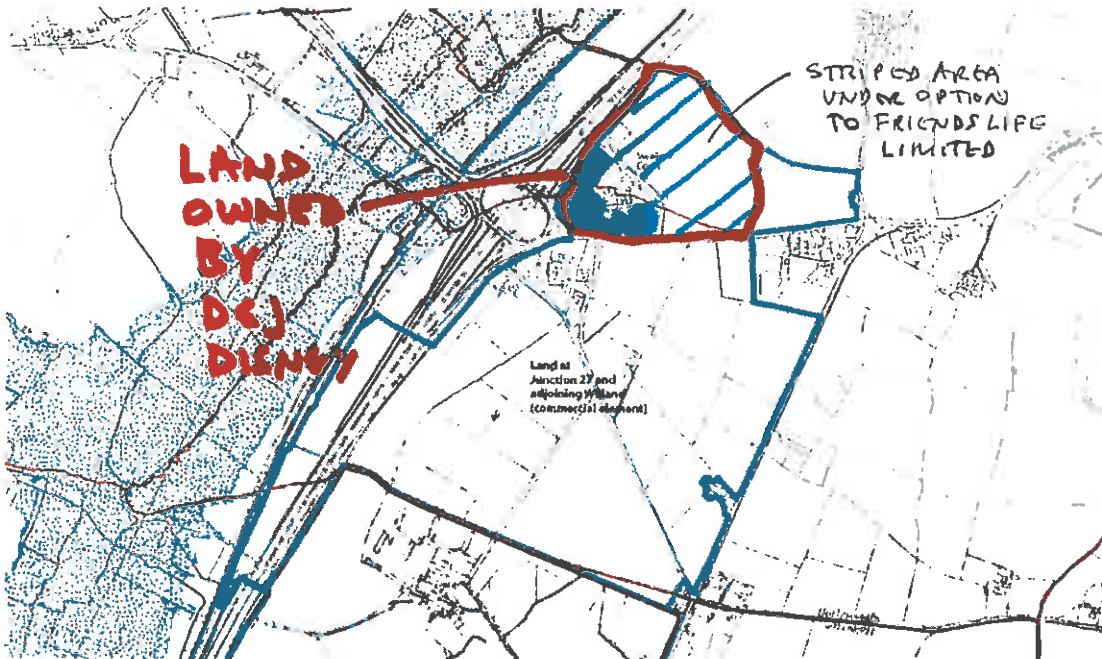 STRIPED AREA
UNDER OPTION
TO FRIENDS LIFE
LIMITED
LAND
OWNED
BY
DCJ
DISNEY
Land at
Junction 27 and
adjoining Willand
(commercial element)